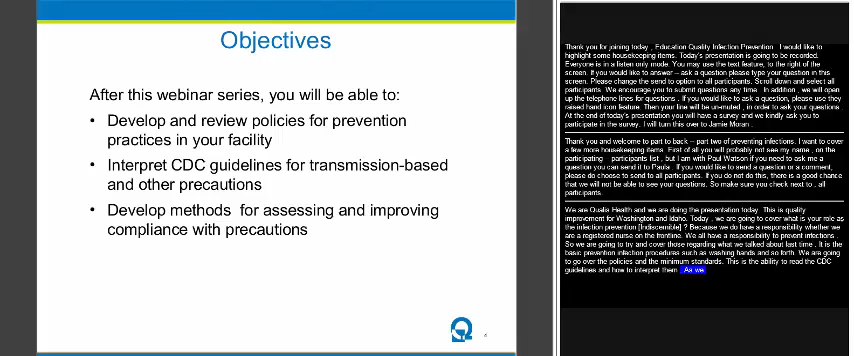 Objectives
After this webinar series, you will be able to:
• Develop and review policies for prevention
practices in your facility
• Interpret CDC guidelines for transmission-based
and other precautions
• Develop methods for assessing and improving
compliance with precautions
Thank you for joining today , Education Quality Infection Prevention . I would like to
highlight some housekeeping items. Today's presentation is going to be recorded.
Everyone is in a listen only mode. You may use the text feature, to the right of the
screen. If you would like to answer – ask a question please type your question in this
screen. Please change the send to option to all participants. Scroll down and select all
participants. We encourage you to submit questions any time . In addition , we will open
up the telephone lines for questions . If you would like to ask a question, please use they
raised hand icon feature. Then your line will be un-muted , in order to ask your questions .
At the end of today's presentation you will have a survey and we kindly ask you to
participate in the survey. I will turn this over to Jamie Moran .
Thank you and welcome to part to back -- part two of preventing infections. I want to cover
a few more housekeeping items. First of all you will probably not see my name , on the
participating – participants list , but I am with Paul Watson if you need to ask me a
question you can send it to Paula . If you would like to send a question or a comment,
please do choose to send to all participants. If you do not do this, there is a good chance
that we will not be able to see your questions. So make sure you check next to , all
participants.
We are Qualis Health and we are doing the presentation today. This is quality
improvement for Washington and Idaho. Today , we are going to cover what is your role as
the infection prevention [Indiscernible] ? Because we do have a responsibility whether we
are a registered nurse on the frontline. We all have a responsibility to prevent infections .
So we are going to try and cover those regarding what we talked about last time . It is the
basic prevention infection procedures such as washing hands and so forth. We are going
to go over the policies and the minimum standards. This is the ability to read the CDC
guidelines and how to interpret them . As we